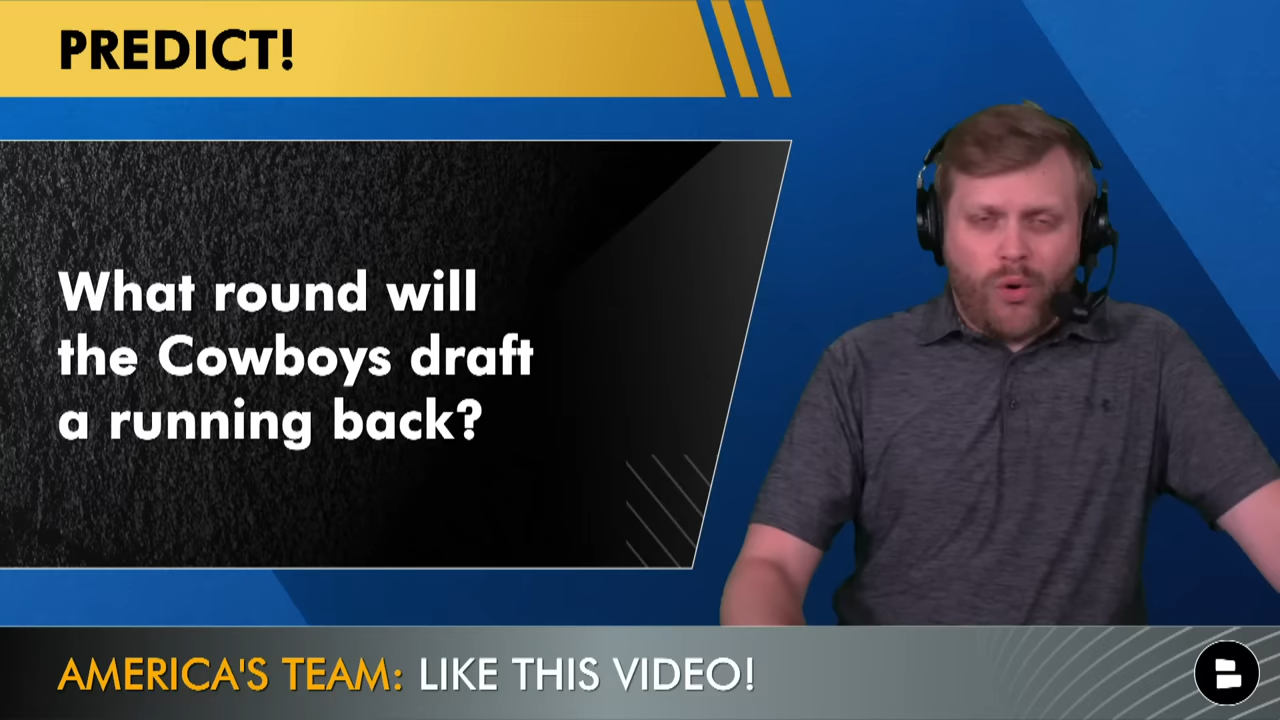 PREDICT!
What round will
the Cowboys draft
a running back?
AMERICA'S TEAM: LIKE THIS VIDEO!